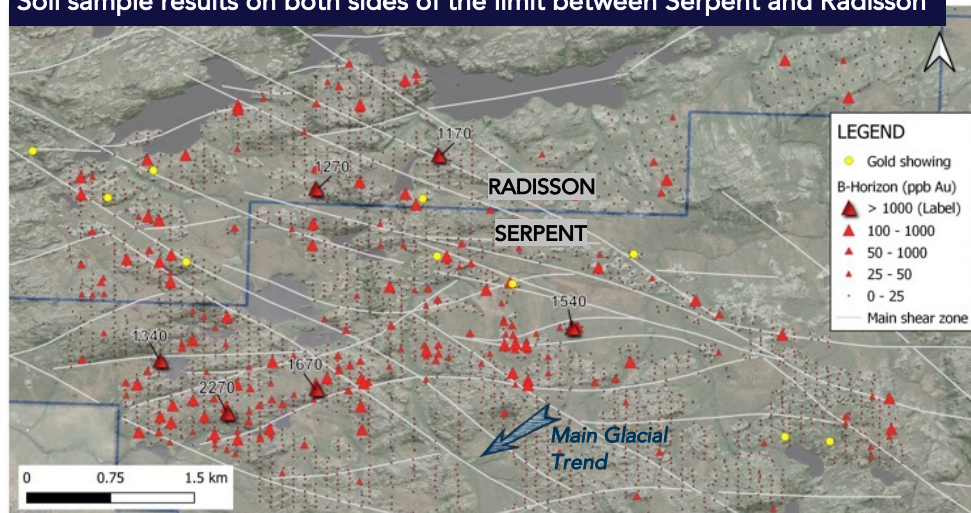 Soil sample results on both sides of the limit between Serpent and Radisson
1170
1270
RADISSON
SERPENT
1540
1340
1670
2270
Main Glacial
Trend
LEGEND
Gold showing
B-Horizon (ppb Au)
> 1000 (Label)
100 - 1000
50 - 1000
25 - 50
0 - 25
Main shear zone
0 0.75 1.5 km